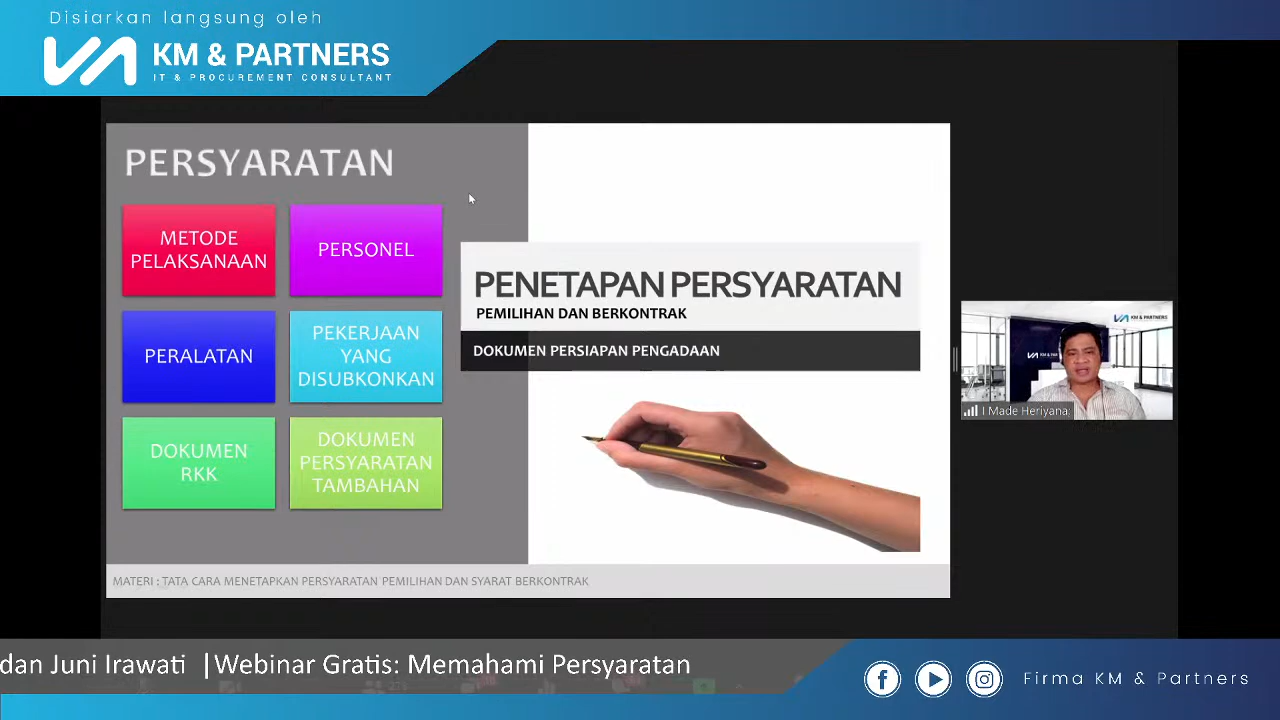 Disiarkan langsung oleh
KM & PARTNERS
IT & PROCUREMENT CONSULTANT
PERSYARATAN
METODE
PELAKSANAAN
PERSONEL
PERALATAN
PEKERJAAN
YANG
DISUBKONKAN
DOKUMEN
RKK
DOKUMEN
PERSYARATAN
TAMBAHAN
PENETAPAN PERSYARATAN
PEMILIHAN DAN BERKONTRAK
DOKUMEN PERSIAPAN PENGADAAN
MATERI : TATA CARA MENETAPKAN PERSYARATAN PEMILIHAN DAN SYARAT BERKONTRAK
KM & PARTNERS
I Made Heriyana
dan Juni Irawati |Webinar Gratis: Memahami Persyaratan
Firma KM & Partners